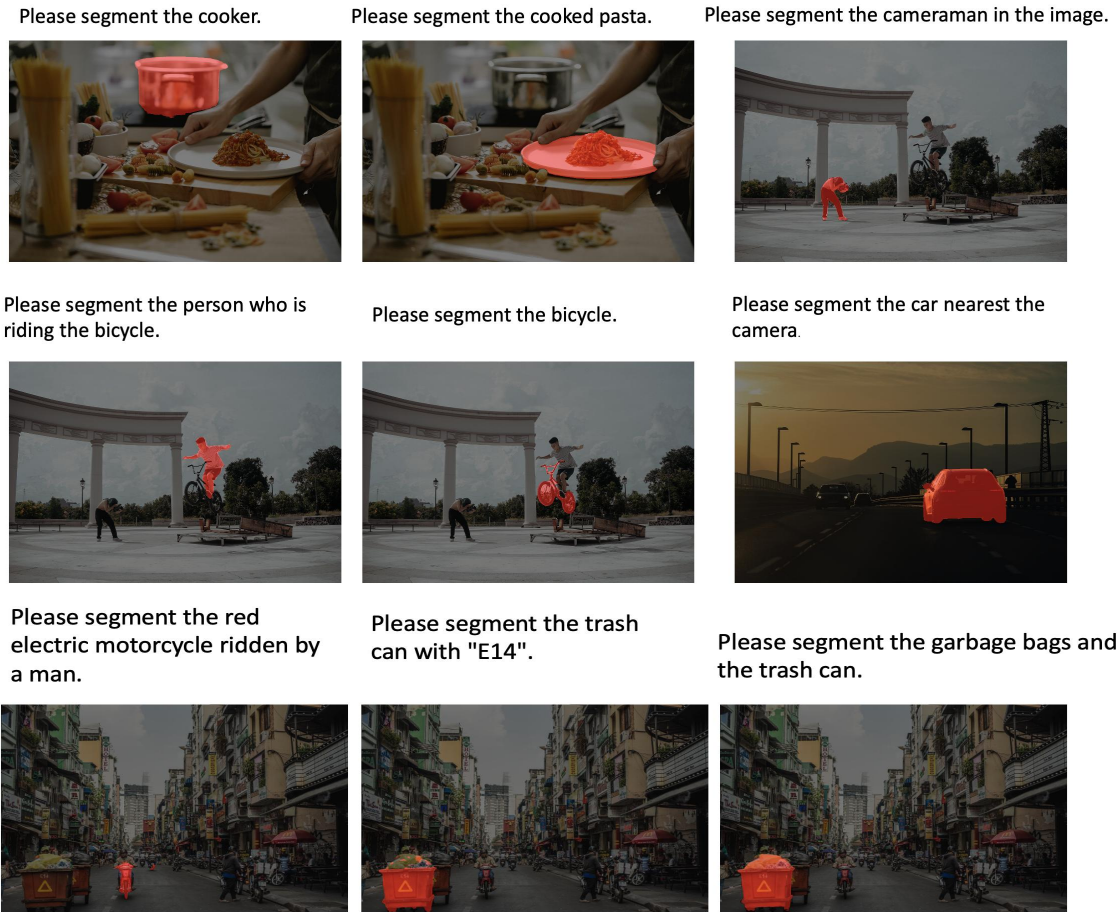 Please segment the cooker.
Please segment the cooked pasta.
Please segment the cameraman in the image.
Please segment the person who is
riding the bicycle.
Please segment the bicycle.
Please segment the car nearest the
camera.
Please segment the red
electric motorcycle ridden by
a man.
Please segment the trash
can with "E14".
Please segment the garbage bags and
the trash can.